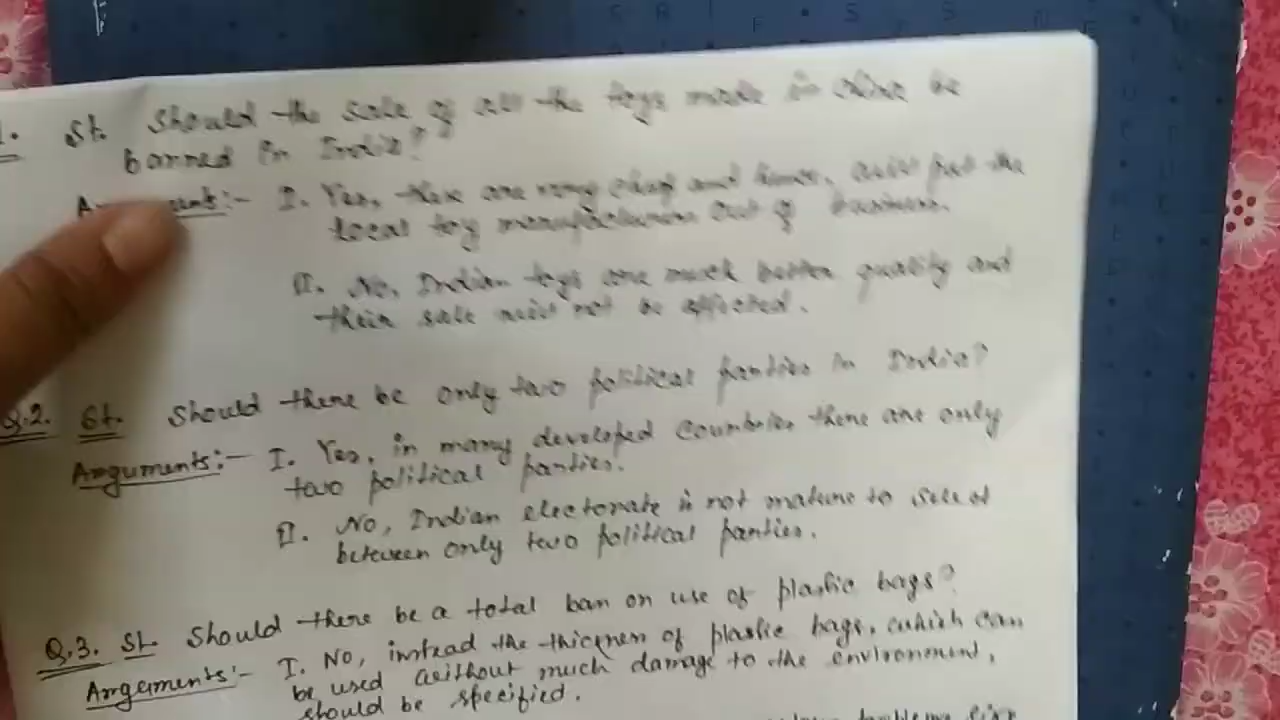 1. St. Should the sale of all the toys made in China be
banned in India?
Arguments:- I. Yes, these are very cheap and hence, will put the
local toy manufacturers out of business.
II. No, Indian toys are much better quality and
their sale will not be affected.
Q.2. St. Should there be only two political parties in India?
Arguments:- I. Yes, in many developed countries there are only
two political parties.
II. No, Indian electorate is not mature to select
between only two political parties.
Q.3. St. Should there be a total ban on use of plastic bags?
Arguments:- I. No, instead the thickness of plastic bags, which can
be used without much damage to the environment,
should be specified.
problems like